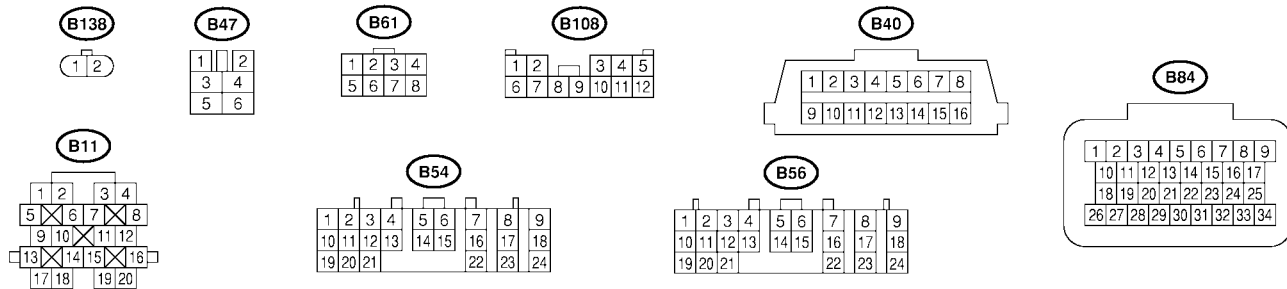 B138
1 2
B47
1 2
3 4
5 6
B61
1 2 3 4
5 6 7 8
B108
1 2 3 4 5
6 7 8 9 10 11 12
B40
1 2 3 4 5 6 7 8
9 10 11 12 13 14 15 16
B84
1 2 3 4 5 6 7 8 9
10 11 12 13 14 15 16 17
18 19 20 21 22 23 24 25
26 27 28 29 30 31 32 33 34
B11
1 2 3 4
5 6 7 8
9 10 11 12
13 14 15 16
17 18 19 20
B54
1 2 3 4 5 6 7 8 9
10 11 12 13 14 15 16 17 18
19 20 21 22 23 24
B56
1 2 3 4 5 6 7 8 9
10 11 12 13 14 15 16 17 18
19 20 21 22 23 24